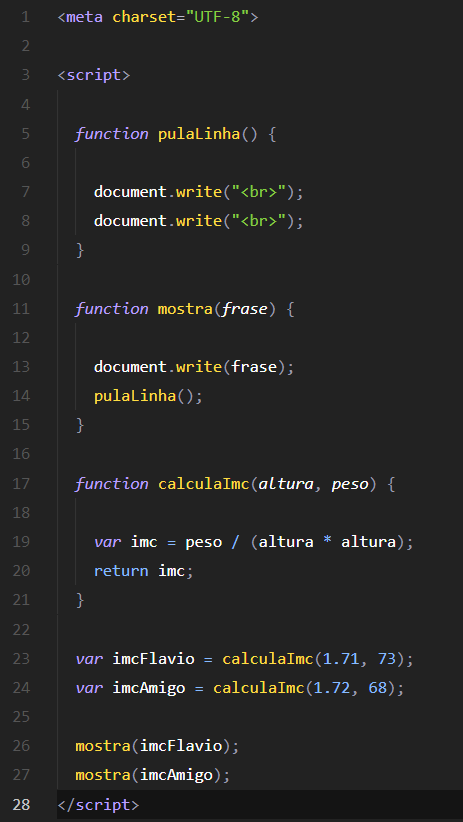 1 <meta charset="UTF-8">
2
3 <script>
4
5 function pulaLinha() {
6
7 document.write("<br>");
8 document.write("<br>");
9 }
10
11 function mostra(frase) {
12
13 document.write(frase);
14 pulaLinha();
15 }
16
17 function calculaImc(altura, peso) {
18
19 var imc = peso / (altura * altura);
20 return imc;
21 }
22
23 var imcFlavio = calculaImc(1.71, 73);
24 var imcAmigo = calculaImc(1.72, 68);
25
26 mostra(imcFlavio);
27 mostra(imcAmigo);
28 </script>